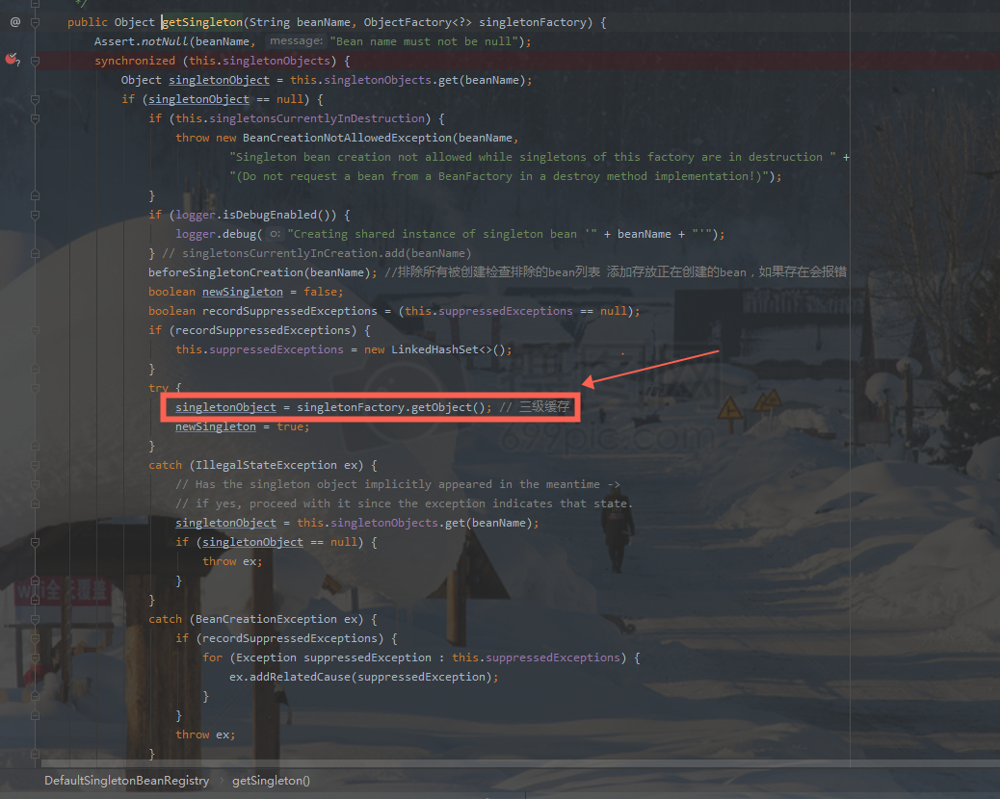 */
@ public Object getSingleton(String beanName, ObjectFactory<?> singletonFactory) {
Assert.notNull(beanName, message: "Bean name must not be null");
synchronized (this.singletonObjects) {
Object singletonObject = this.singletonObjects.get(beanName);
if (singletonObject == null) {
if (this.singletonsCurrentlyInDestruction) {
throw new BeanCreationNotAllowedException(beanName,
"Singleton bean creation not allowed while singletons of this factory are in destruction " +
"(Do not request a bean from a BeanFactory in a destroy method implementation!)");
}
if (logger.isDebugEnabled()) {
logger.debug( o: "Creating shared instance of singleton bean '" + beanName + "'");
} // singletonsCurrentlyInCreation.add(beanName)
beforeSingletonCreation(beanName); //排除所有被创建检查排除的bean列表 添加存放正在创建的bean，如果存在会报错
boolean newSingleton = false;
boolean recordSuppressedExceptions = (this.suppressedExceptions == null);
if (recordSuppressedExceptions) {
this.suppressedExceptions = new LinkedHashSet<>();
}
try {
singletonObject = singletonFactory.getObject(); // 三级缓存
newSingleton = true;
}
catch (IllegalStateException ex) {
// Has the singleton object implicitly appeared in the meantime ->
// if yes, proceed with it since the exception indicates that state.
singletonObject = this.singletonObjects.get(beanName);
if (singletonObject == null) {
throw ex;
}
}
catch (BeanCreationException ex) {
if (recordSuppressedExceptions) {
for (Exception suppressedException : this.suppressedExceptions) {
ex.addRelatedCause(suppressedException);
}
}
throw ex;
}
DefaultSingletonBeanRegistry › getSingleton()
699pic.com